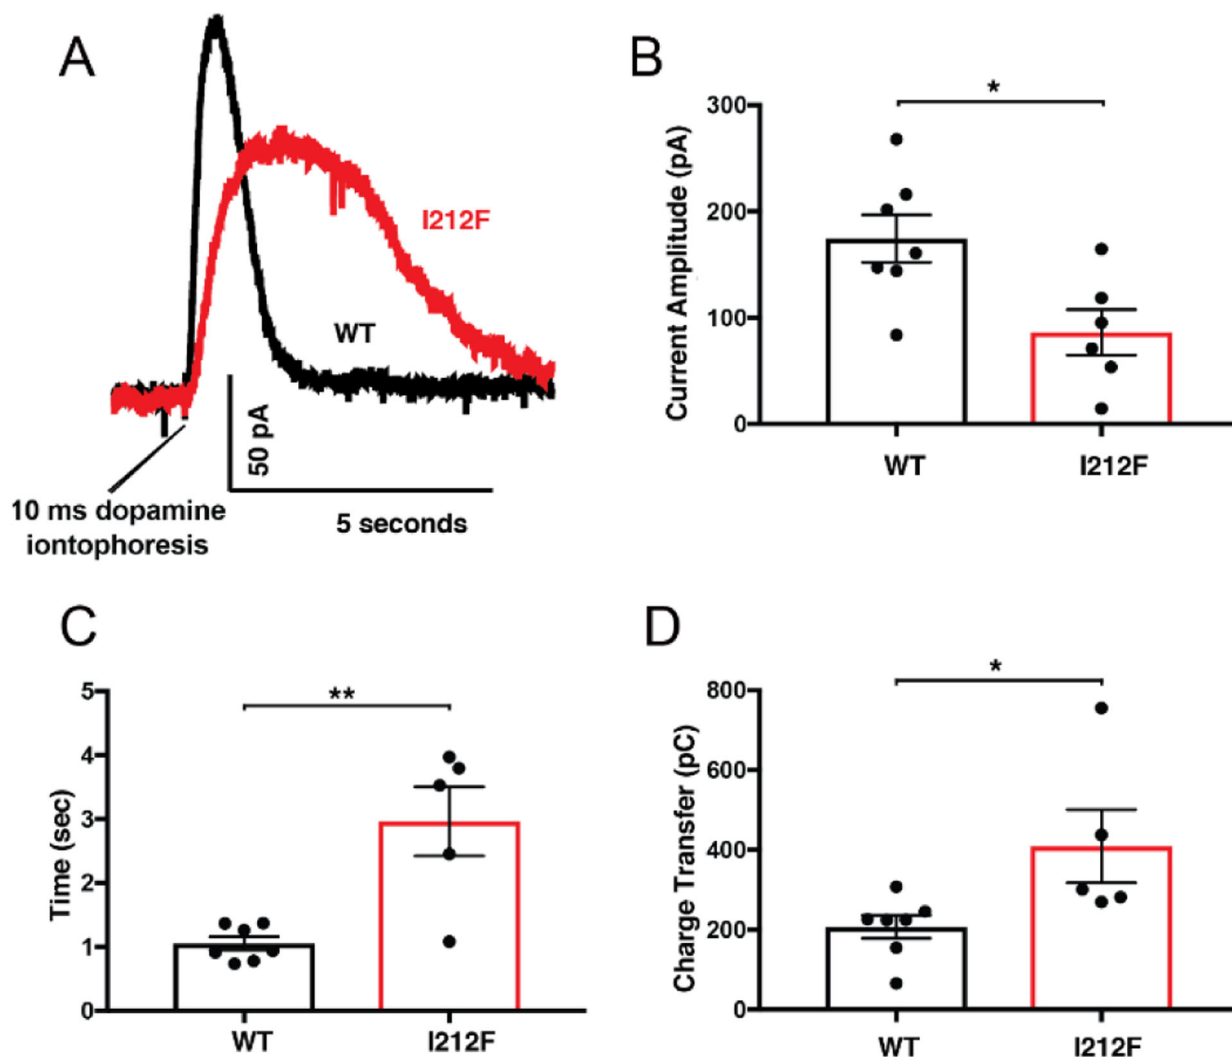 A
I212F
WT
50 pA
5 seconds
10 ms dopamine
iontophoresis
B
*
300
200
100
0
Current Amplitude (pA)
WT
I212F
C
**
5
4
3
2
1
0
Time (sec)
WT
I212F
D
*
800
600
400
200
0
Charge Transfer (pC)
WT
I212F